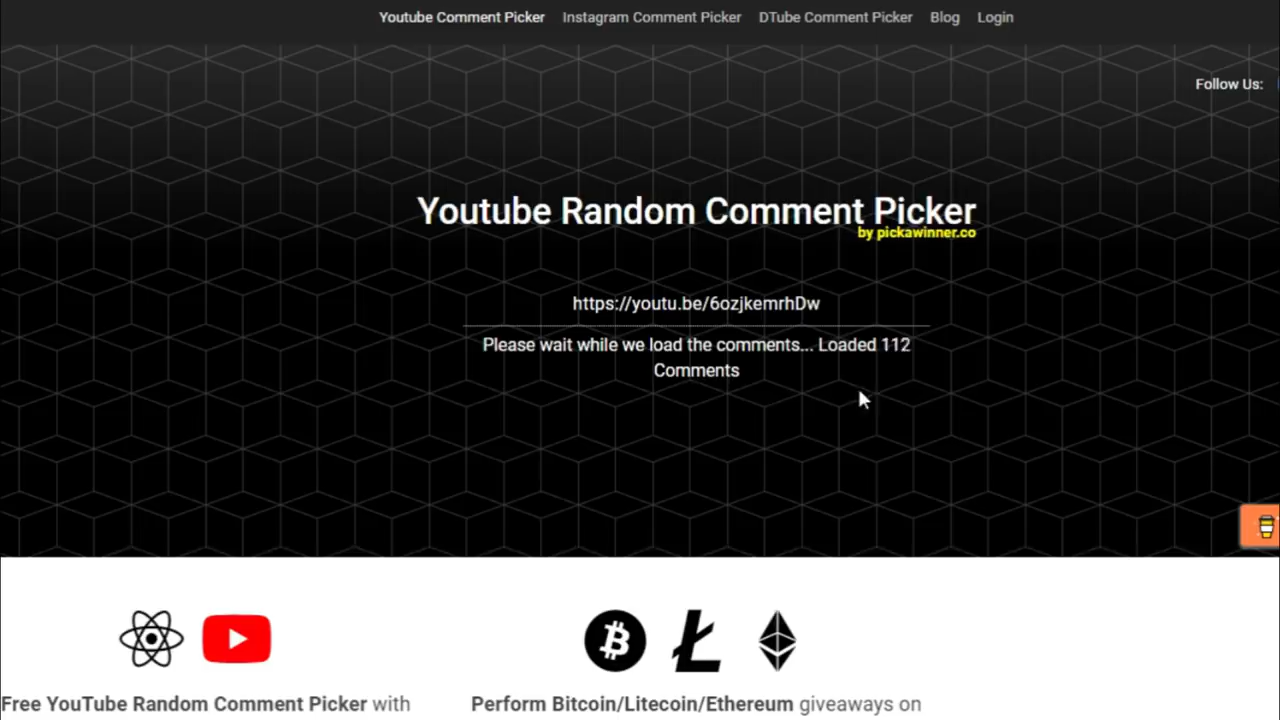 Youtube Comment Picker Instagram Comment Picker DTube Comment Picker Blog Login
Follow Us:
Youtube Random Comment Picker
by pickawinner.co
https://youtu.be/6ozjkemrhDw
Please wait while we load the comments... Loaded 112
Comments
Free YouTube Random Comment Picker with
Perform Bitcoin/Litecoin/Ethereum giveaways on